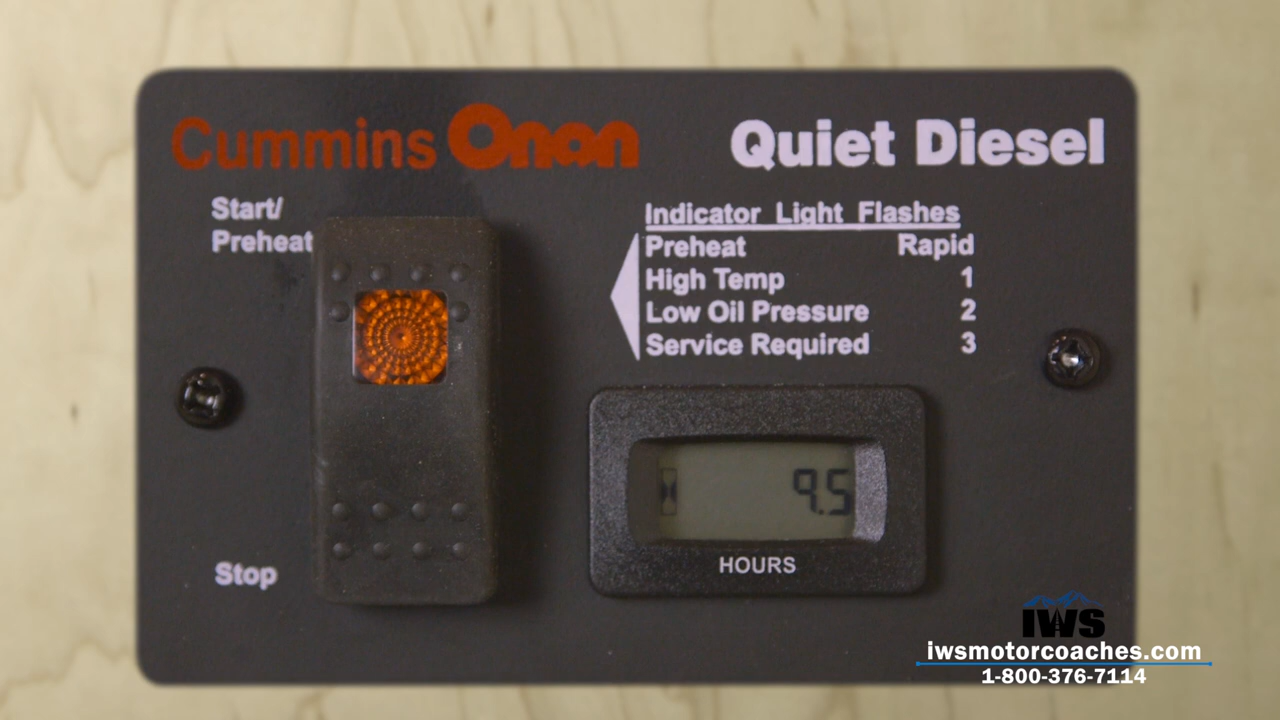 Cummins Onan Quiet Diesel
Start/
Preheat
Indicator Light Flashes
Preheat Rapid
High Temp 1
Low Oil Pressure 2
Service Required 3
9.5
HOURS
Stop
IWS
iwsmotorcoaches.com
1-800-376-7114